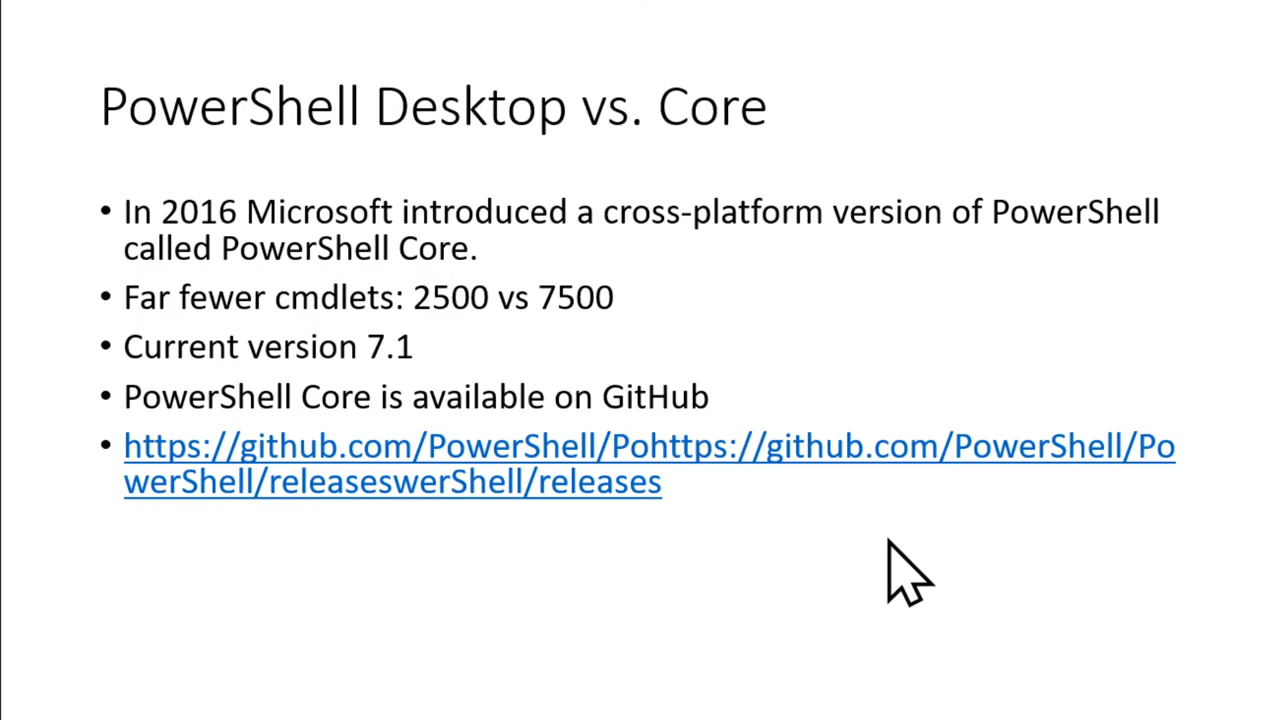 PowerShell Desktop vs. Core
• In 2016 Microsoft introduced a cross-platform version of PowerShell
called PowerShell Core.
• Far fewer cmdlets: 2500 vs 7500
• Current version 7.1
• PowerShell Core is available on GitHub
• https://github.com/PowerShell/Pohttps://github.com/PowerShell/Po
werShell/releaseswerShell/releases